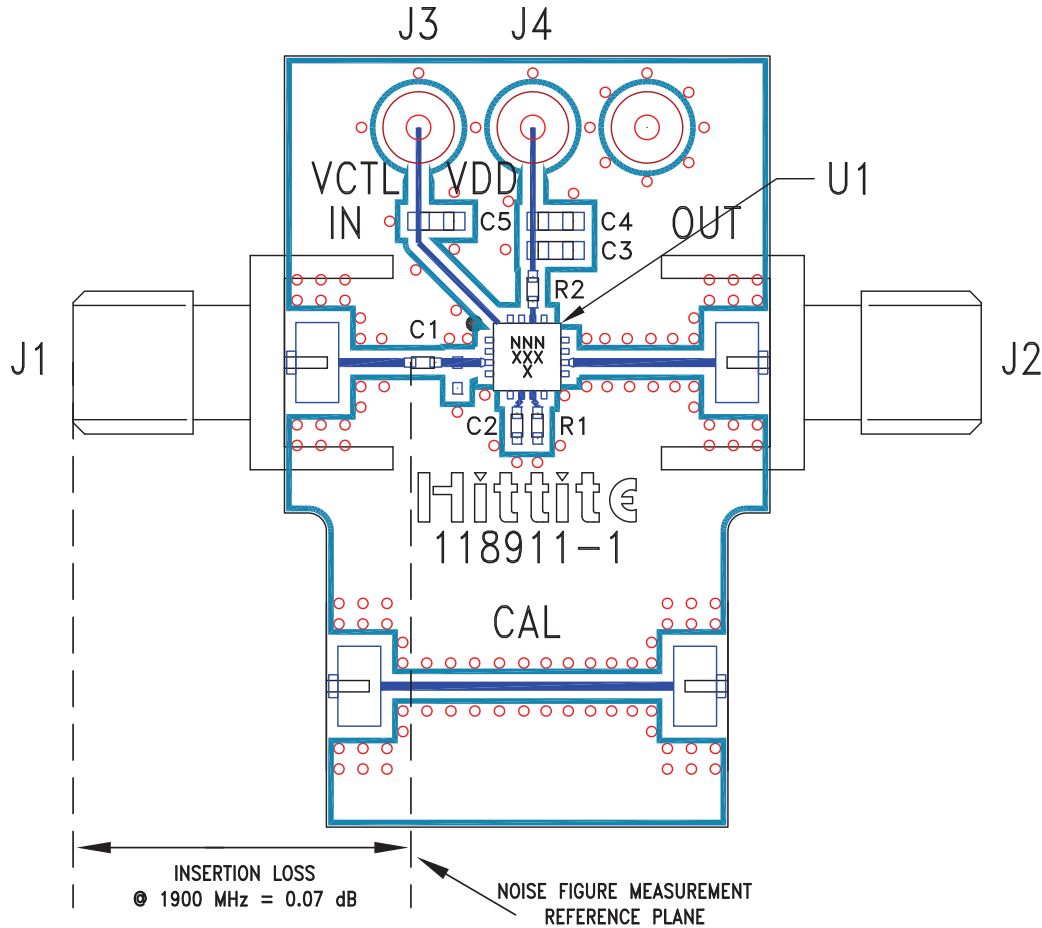 J3 J4
VCTL VDD
U1
IN C5 C4 OUT
C3
R2
C1
NNN
XXX
X
J1 J2
C2 R1
Hittite
118911-1
CAL
INSERTION LOSS
@ 1900 MHz = 0.07 dB
NOISE FIGURE MEASUREMENT
REFERENCE PLANE